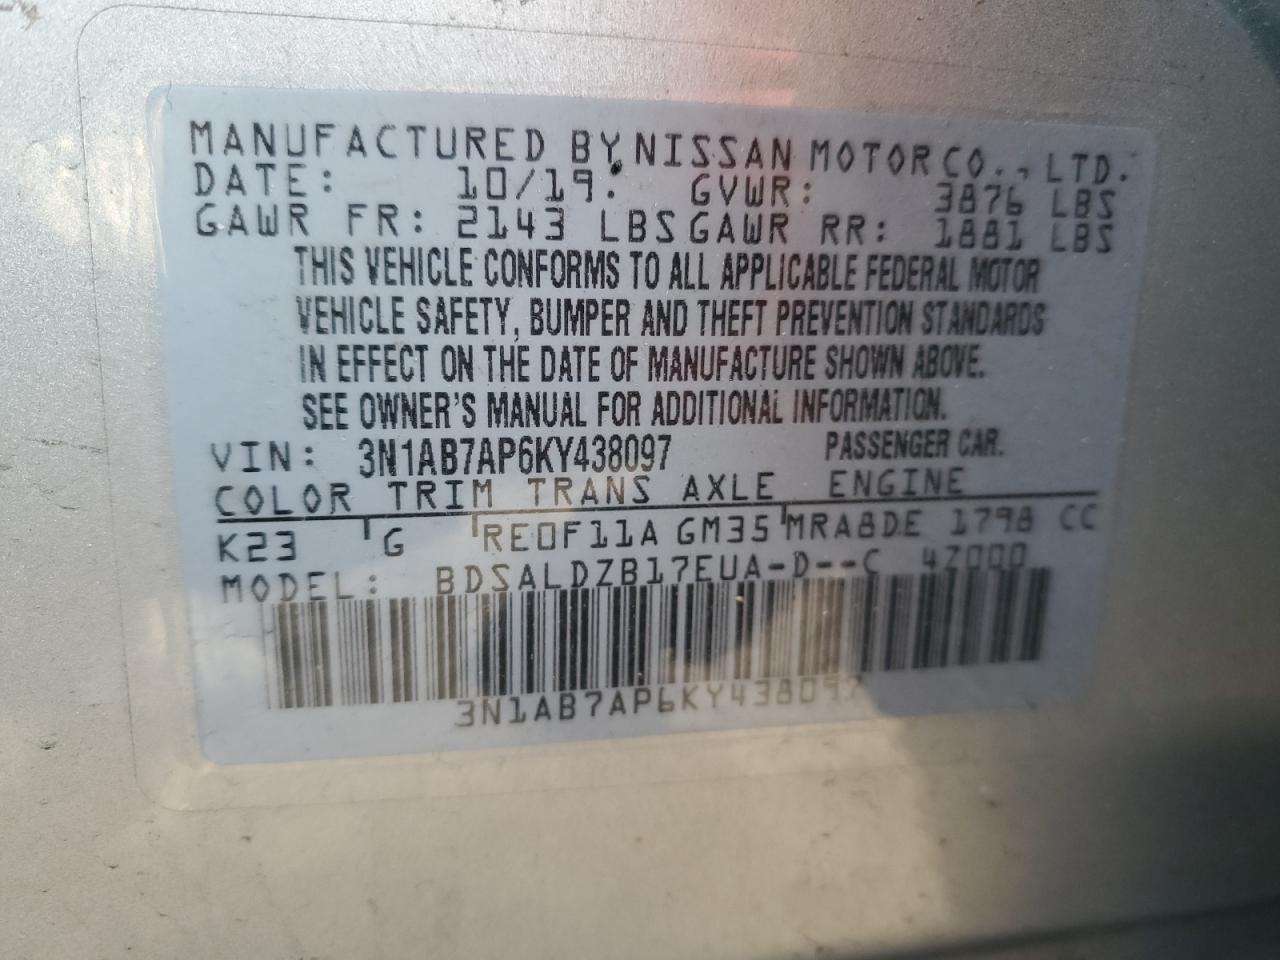 MANUFACTURED BY NISSAN MOTOR CO., LTD.
DATE: 10/19 GVWR: 3876 LBS
GAWR FR: 2143 LBS GAWR RR: 1881 LBS
THIS VEHICLE CONFORMS TO ALL APPLICABLE FEDERAL MOTOR
VEHICLE SAFETY, BUMPER AND THEFT PREVENTION STANDARDS
IN EFFECT ON THE DATE OF MANUFACTURE SHOWN ABOVE.
SEE OWNER'S MANUAL FOR ADDITIONAL INFORMATION.
VIN: 3N1AB7AP6KY438097 PASSENGER CAR.
COLOR TRIM TRANS AXLE ENGINE
K23 G RE0F11A GM35 MRA8DE 1798 CC
MODEL: BDSALDZB17EUA-D--C 4Z000
3N1AB7AP6KY438097